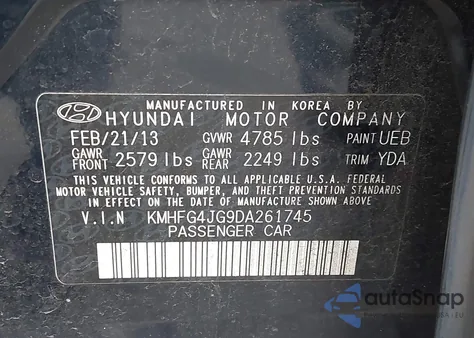 MANUFACTURED IN KOREA BY
HYUNDAI MOTOR COMPANY
FEB/21/13 GVWR 4785 lbs PAINT UEB
GAWR FRONT 2579 lbs GAWR REAR 2249 lbs TRIM YDA
THIS VEHICLE CONFORMS TO ALL APPLICABLE FEDERAL
MOTOR VEHICLE SAFETY, BUMPER, AND THEFT PREVENTION STANDARDS
IN EFFECT ON THE DATE OF MANUFACTURE SHOWN ABOVE.
V.I.N KMHFG4JG9DA261745
PASSENGER CAR
autoSnap